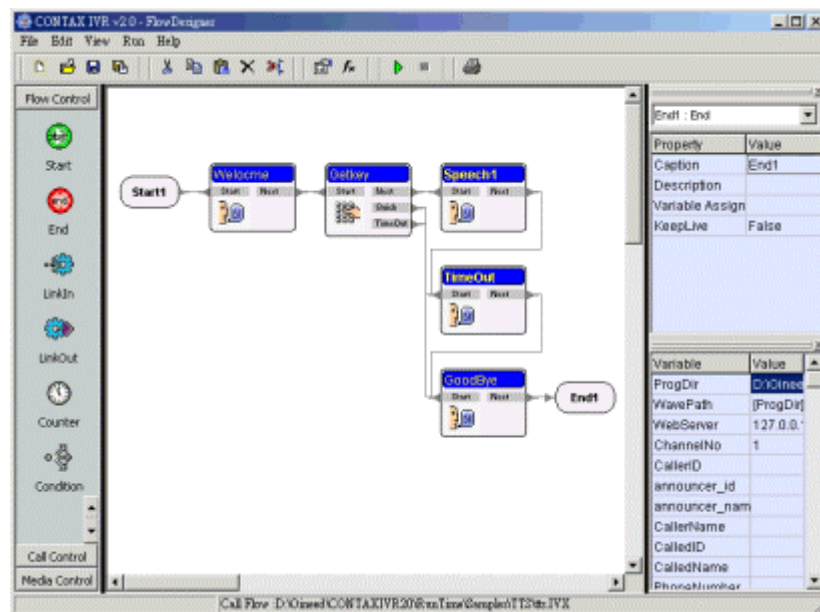 CONTAX IVR v2.0 - FlowDesigner
File Edit View Run Help
Flow Control
Start
End
LinkIn
LinkOut
Counter
Condition
Call Control
Media Control
Start1
Welocme
Start Next
Getkey
Start Next
TimeOut
Speech1
Start Next
TimeOut
Start Next
GoodBye
Start Next
End1
End1 : End
Property Value
Caption End1
Description
Variable Assign
KeepLive False
Variable Value
ProgDir
WavePath [ProgDir]
WebServer 127.0.0.
ChannelNo 1
CallerID
announcer_id
announcer_nam
CallerName
CalledID
CalledName
PhoneNumber